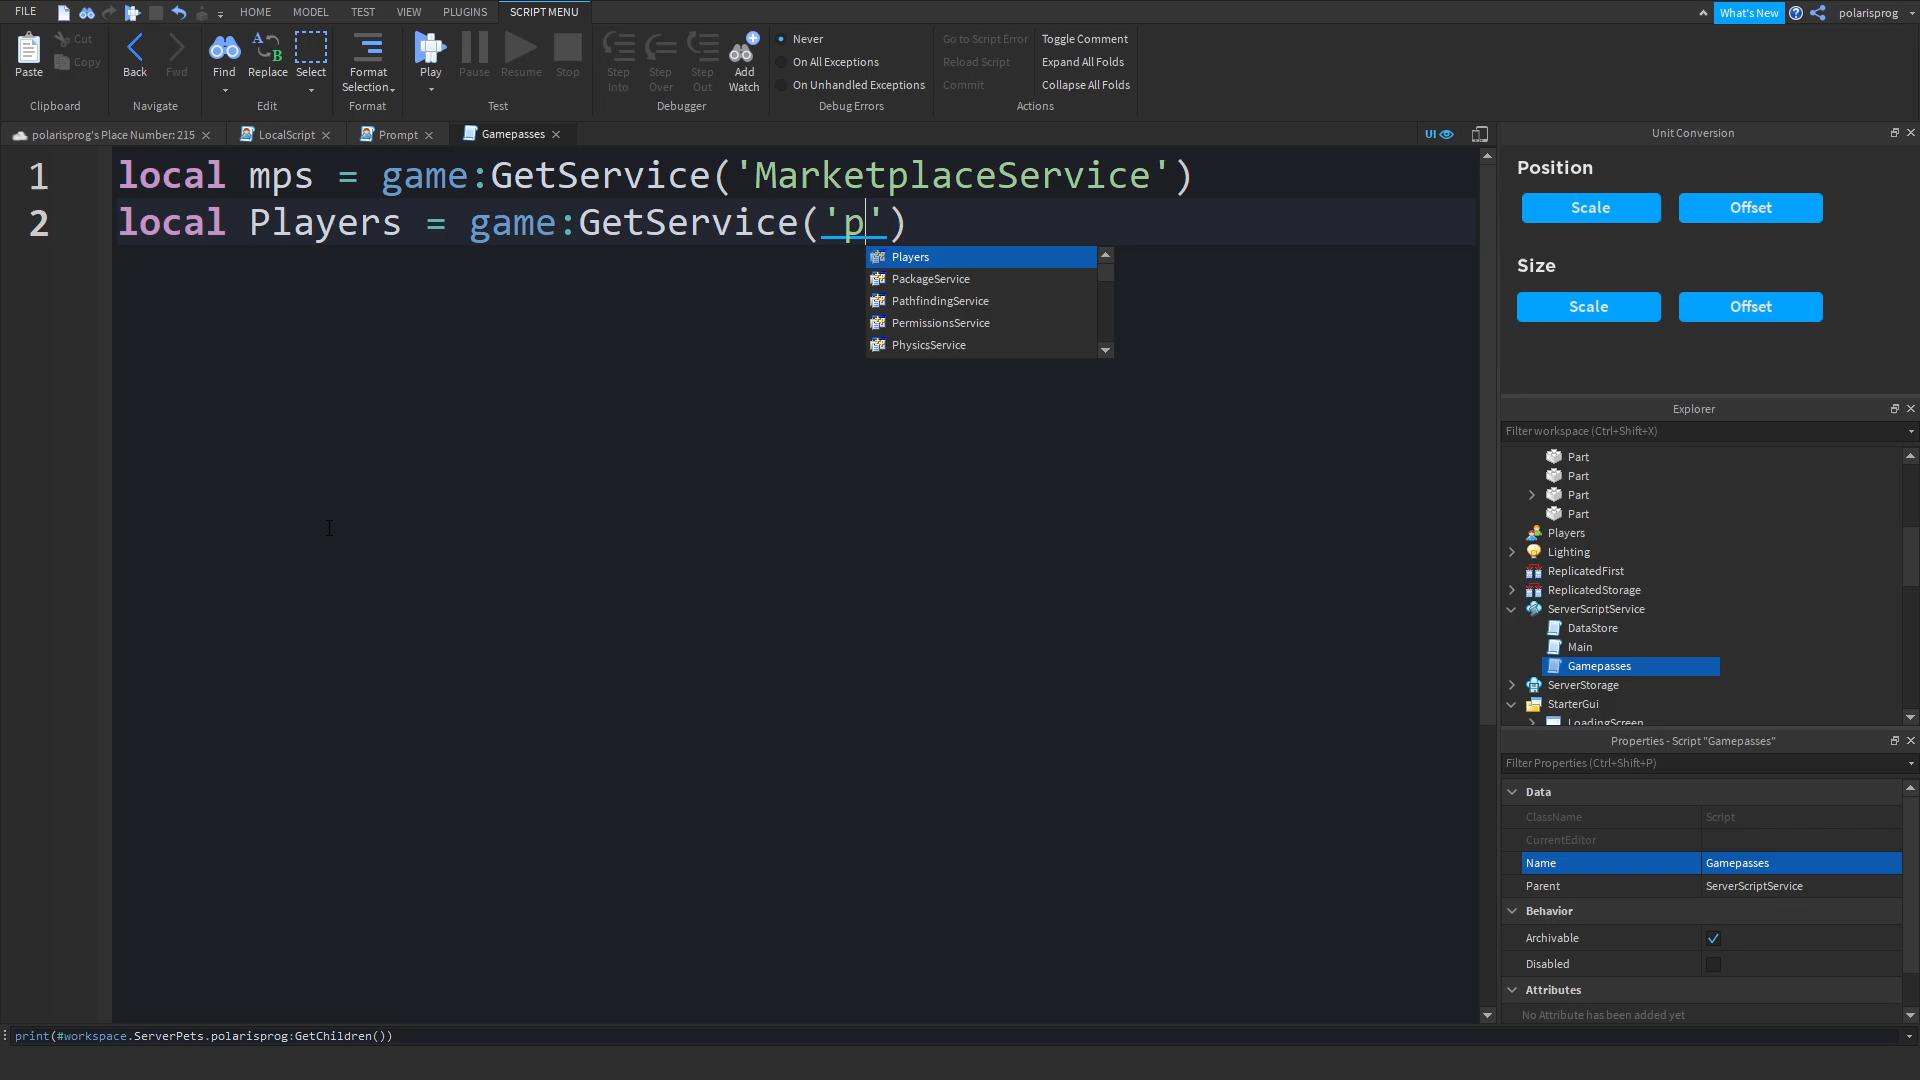 FILE
HOME
MODEL
TEST
VIEW
PLUGINS
SCRIPT MENU
What's New
polarisprog
Paste
Cut
Copy
Clipboard
Back
Fwd
Navigate
Find
Replace
Select
Edit
Format
Selection
Format
Play
Pause
Resume
Stop
Test
Step
Into
Step
Over
Step
Out
Add
Watch
Debugger
Never
On All Exceptions
On Unhandled Exceptions
Debug Errors
Go to Script Error
Reload Script
Commit
Toggle Comment
Expand All Folds
Collapse All Folds
Actions
polarisprog's Place Number: 215
LocalScript
Prompt
Gamepasses
UI
1 local mps = game:GetService('MarketplaceService')
2 local Players = game:GetService('p')
Players
PackageService
PathfindingService
PermissionsService
PhysicsService
Unit Conversion
Position
Scale
Offset
Size
Scale
Offset
Explorer
Filter workspace (Ctrl+Shift+X)
Part
Part
Part
Part
Players
Lighting
ReplicatedFirst
ReplicatedStorage
ServerScriptService
DataStore
Main
Gamepasses
ServerStorage
StarterGui
LoadingScreen
Properties - Script "Gamepasses"
Filter Properties (Ctrl+Shift+P)
Data
ClassName Script
CurrentEditor
Name Gamepasses
Parent ServerScriptService
Behavior
Archivable
Disabled
Attributes
No Attribute has been added yet
print(#workspace.ServerPets.polarisprog:GetChildren())